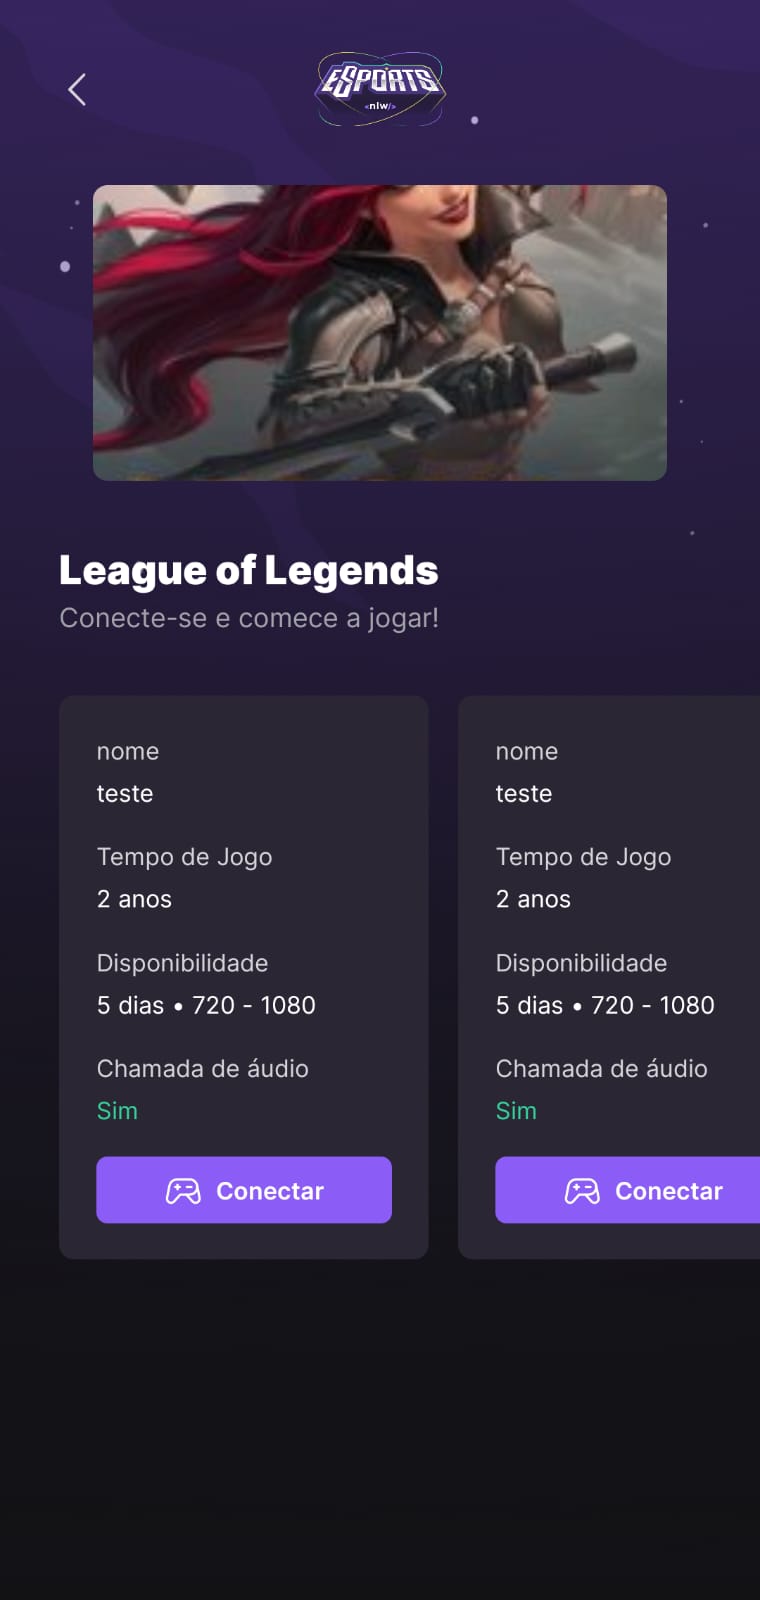 ESPORTS
<nlw/>
League of Legends
Conecte-se e comece a jogar!
nome
teste
Tempo de Jogo
2 anos
Disponibilidade
5 dias • 720 - 1080
Chamada de áudio
Sim
Conectar
nome
teste
Tempo de Jogo
2 anos
Disponibilidade
5 dias • 720 - 1080
Chamada de áudio
Sim
Conectar